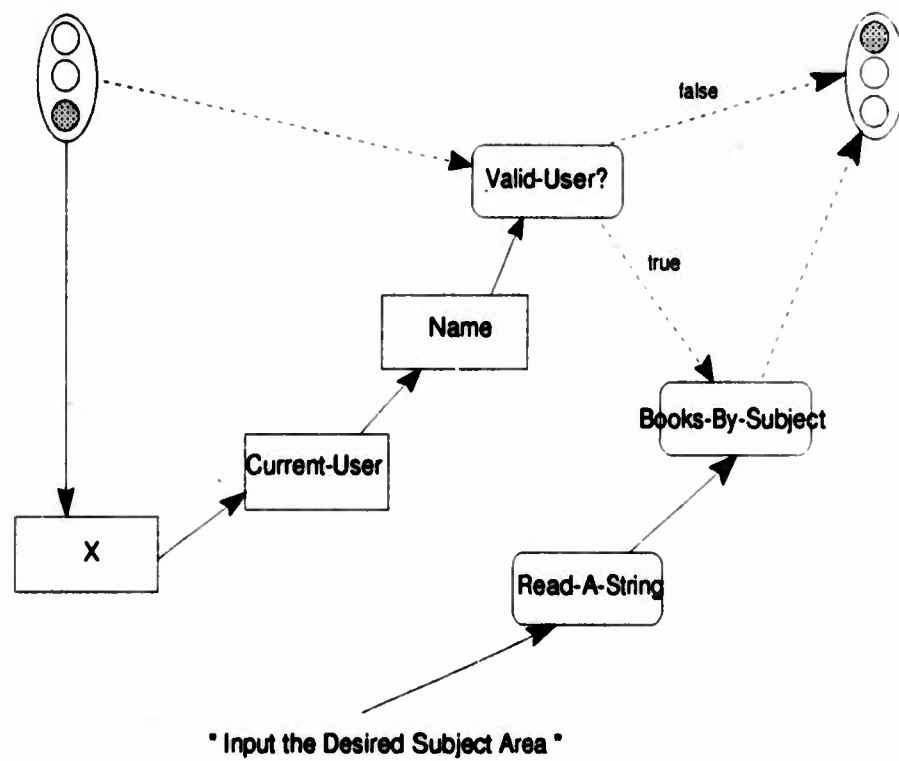 false
Valid-User?
true
Name
Books-By-Subject
Current-User
X
Read-A-String
" Input the Desired Subject Area "